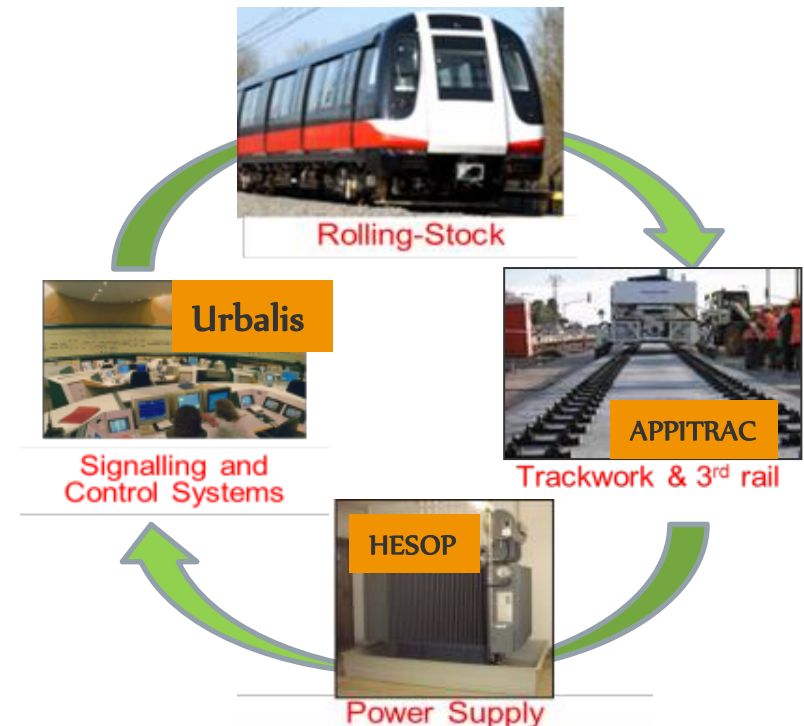 Rolling-Stock
Urbalis
Signalling and
Control Systems
APPITRAC
Trackwork & 3rd rail
HESOP
Power Supply